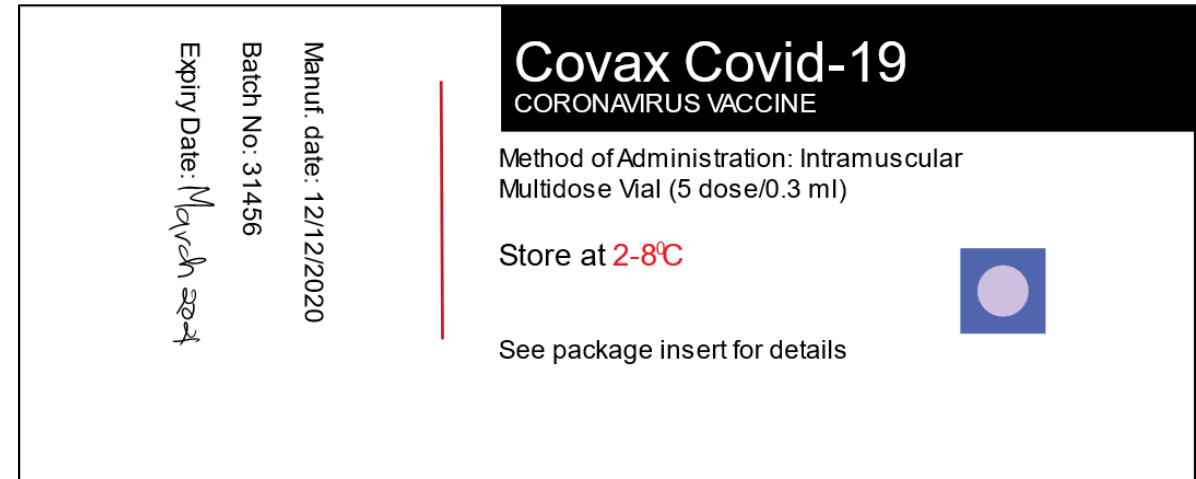 Covax Covid-19
CORONAVIRUS VACCINE
Method of Administration: Intramuscular
Multidose Vial (5 dose/0.3 ml)
Store at 2-8⁰C
See package insert for details
Manuf. date: 12/12/2020
Batch No: 31456
Expiry Date: March